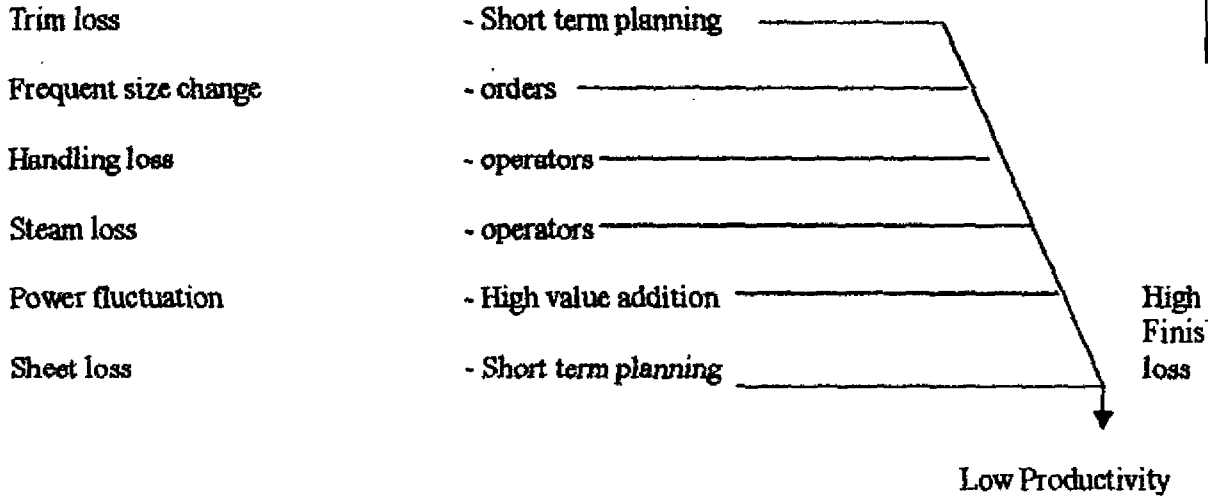 Trim loss - Short term planning
Frequent size change - orders
Handling loss - operators
Steam loss - operators
Power fluctuation - High value addition
High
Finis
Sheet loss - Short term planning
loss
Low Productivity